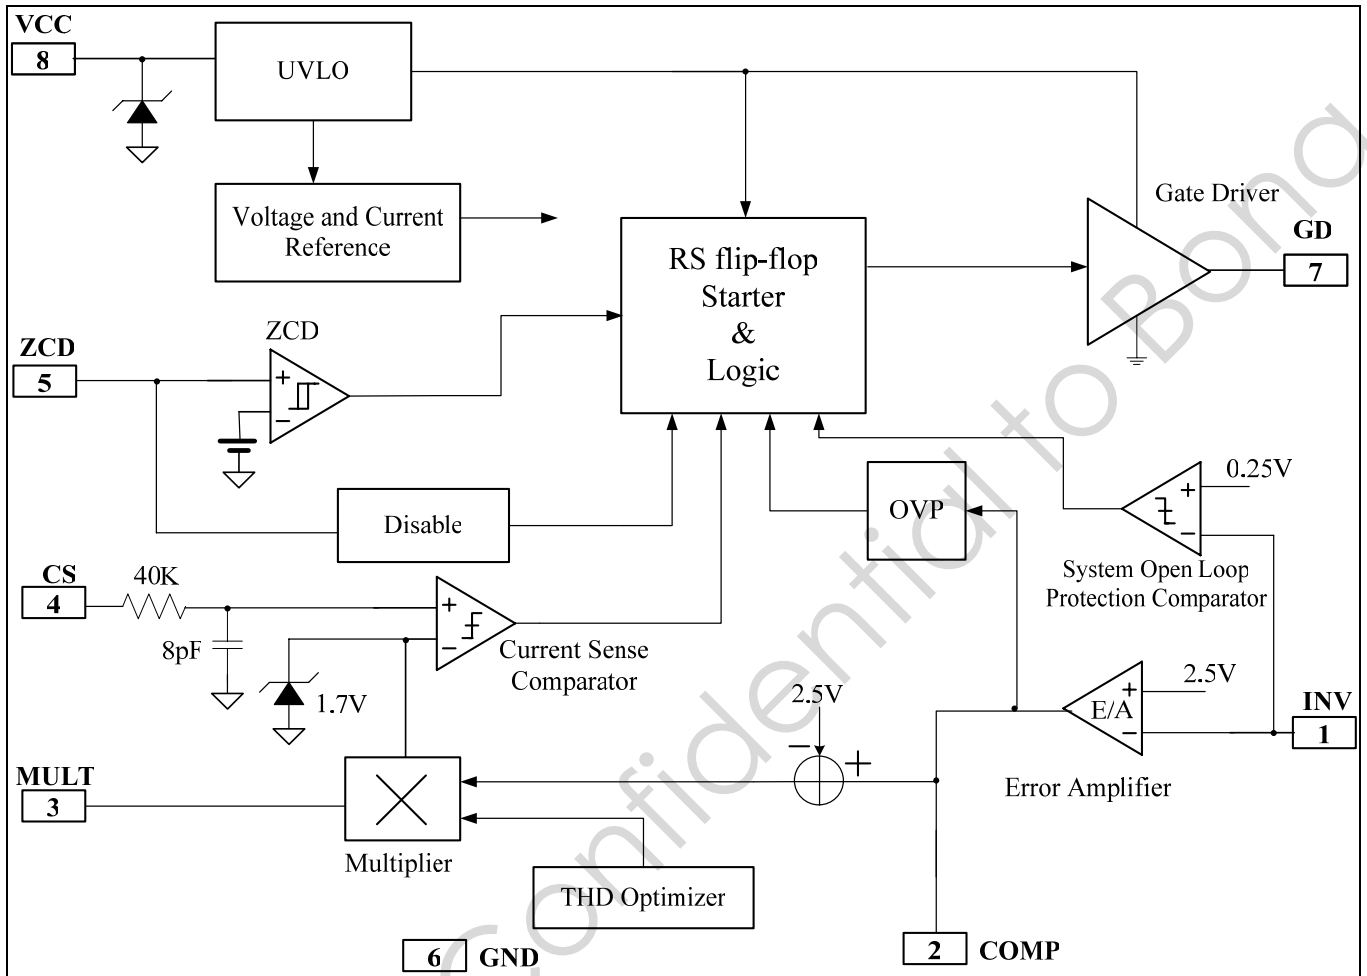 VCC
8
UVLO
Voltage and Current
Reference
Gate Driver
GD
7
RS flip-flop
Starter
&
Logic
ZCD
ZCD
5
+
−
Disable
OVP
0.25V
+
−
System Open Loop
Protection Comparator
CS
4
40K
8pF
+
−
Current Sense
Comparator
1.7V
2.5V
−
+
2.5V
+
E/A
−
INV
1
Error Amplifier
MULT
3
Multiplier
THD Optimizer
6 GND
2 COMP
Confidential to Bona